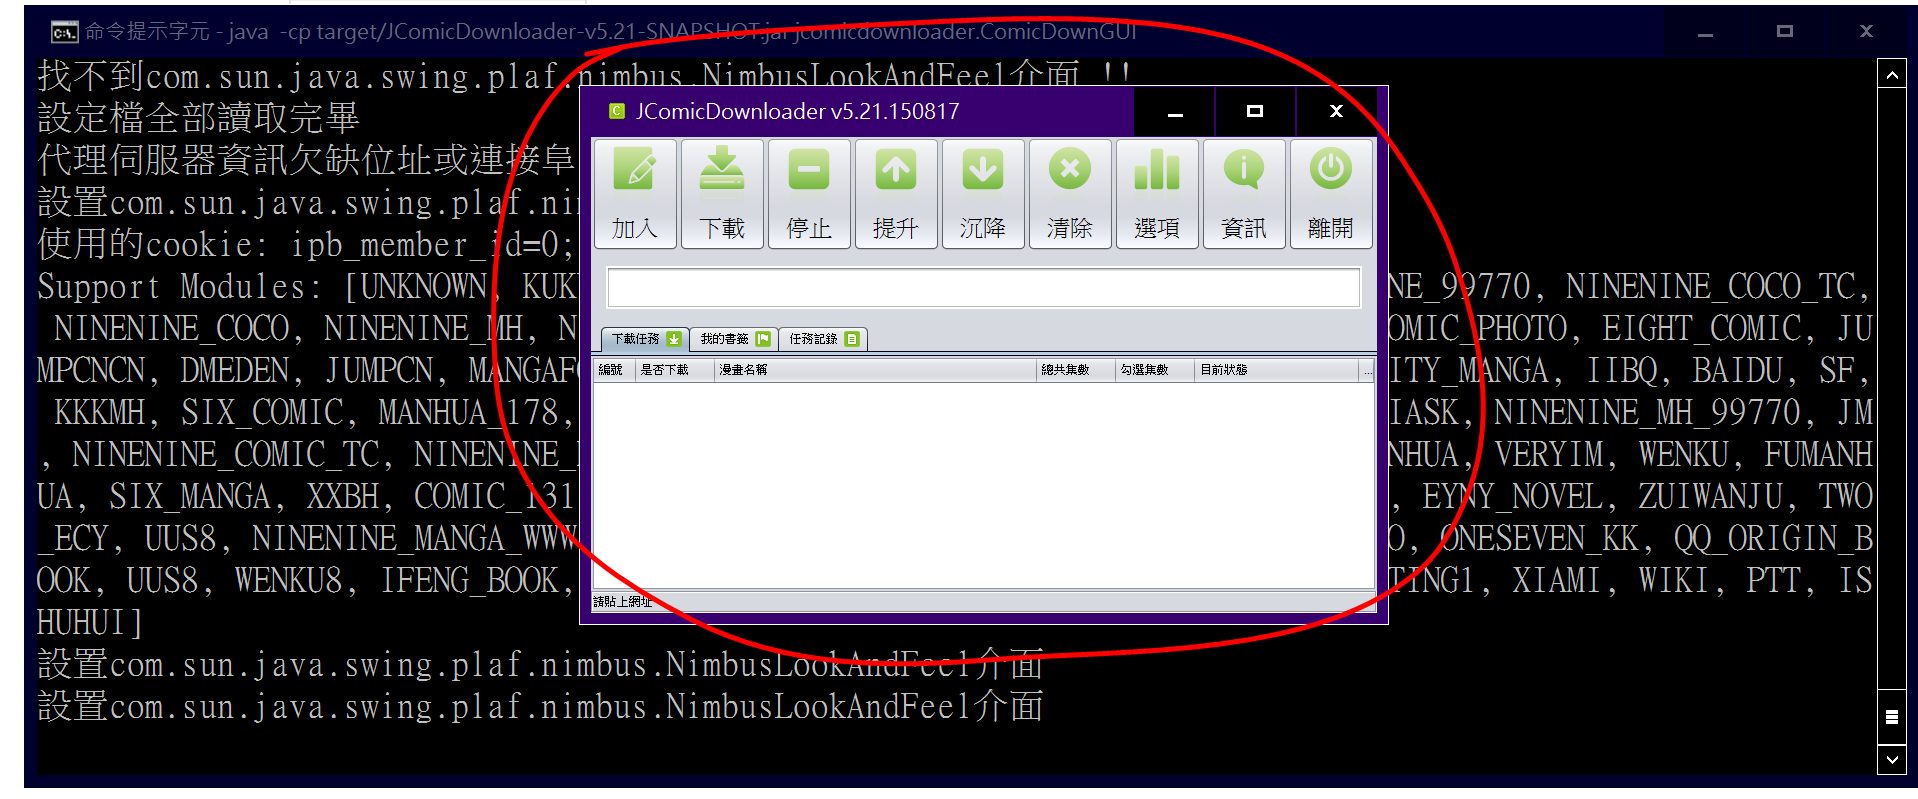 命令提示字元 - java -cp target/JComicDownloader-v5.21-SNAPSHOT.jar jcomicdownloader.ComicDownGUI
找不到com.sun.java.swing.plaf.nimbus.NimbusLookAndFeel介面 !!
設定檔全部讀取完畢
代理伺服器資訊欠缺位址或連接阜
設置com.sun.java.swing.plaf.ni
使用的cookie: ipb_member_id=0;
Support Modules: [UNKNOWN, KUK NE_99770, NINENINE_COCO_TC,
NINENINE_COCO, NINENINE_MH, N OMIC_PHOTO, EIGHT_COMIC, JU
MPCNCN, DMEDEN, JUMPCN, MANGAF ITY_MANGA, IIBQ, BAIDU, SF,
KKKMH, SIX_COMIC, MANHUA_178, IASK, NINENINE_MH_99770, JM
, NINENINE_COMIC_TC, NINENINE_ NHUA, VERYIM, WENKU, FUMANH
UA, SIX_MANGA, XXBH, COMIC_131 , EYNY_NOVEL, ZUIWANJU, TWO
_ECY, UUS8, NINENINE_MANGA_WWW O, ONESEVEN_KK, QQ_ORIGIN_B
OOK, UUS8, WENKU8, IFENG_BOOK, TING1, XIAMI, WIKI, PTT, IS
HUHUI]
設置com.sun.java.swing.plaf.nimbus.NimbusLookAndFeel介面
設置com.sun.java.swing.plaf.nimbus.NimbusLookAndFeel介面
JComicDownloader v5.21.150817
加入 下載 停止 提升 沉降 清除 選項 資訊 離開
下載任務 我的書籤 任務記錄
編號 是否下載 漫畫名稱 總共集數 勾選集數 目前狀態 ...
請貼上網址